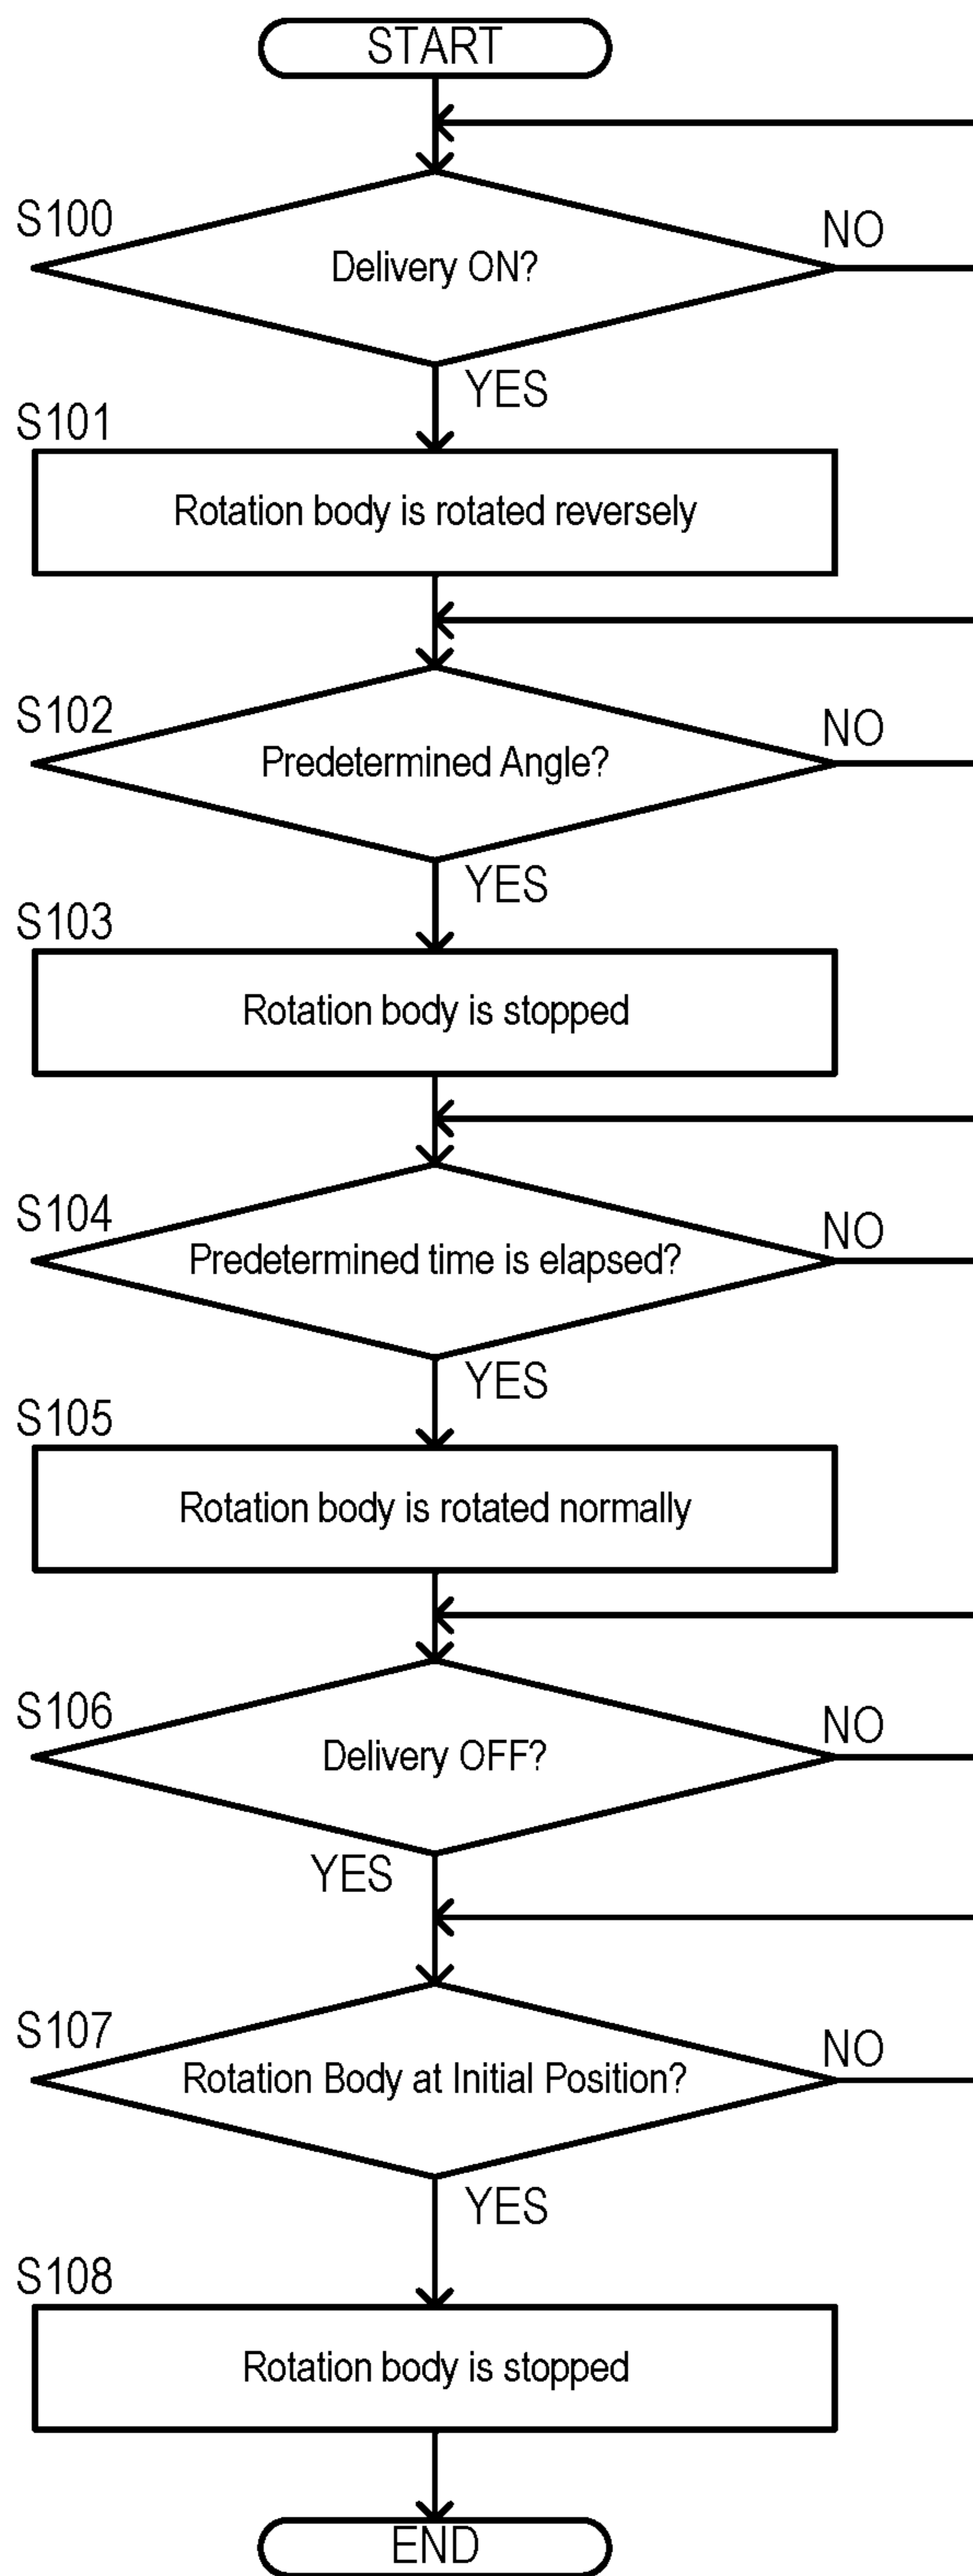 START
S100
Delivery ON?
NO
YES
S101
Rotation body is rotated reversely
S102
Predetermined Angle?
NO
YES
S103
Rotation body is stopped
S104
Predetermined time is elapsed?
NO
YES
S105
Rotation body is rotated normally
S106
Delivery OFF?
NO
YES
S107
Rotation Body at Initial Position?
NO
YES
S108
Rotation body is stopped
END